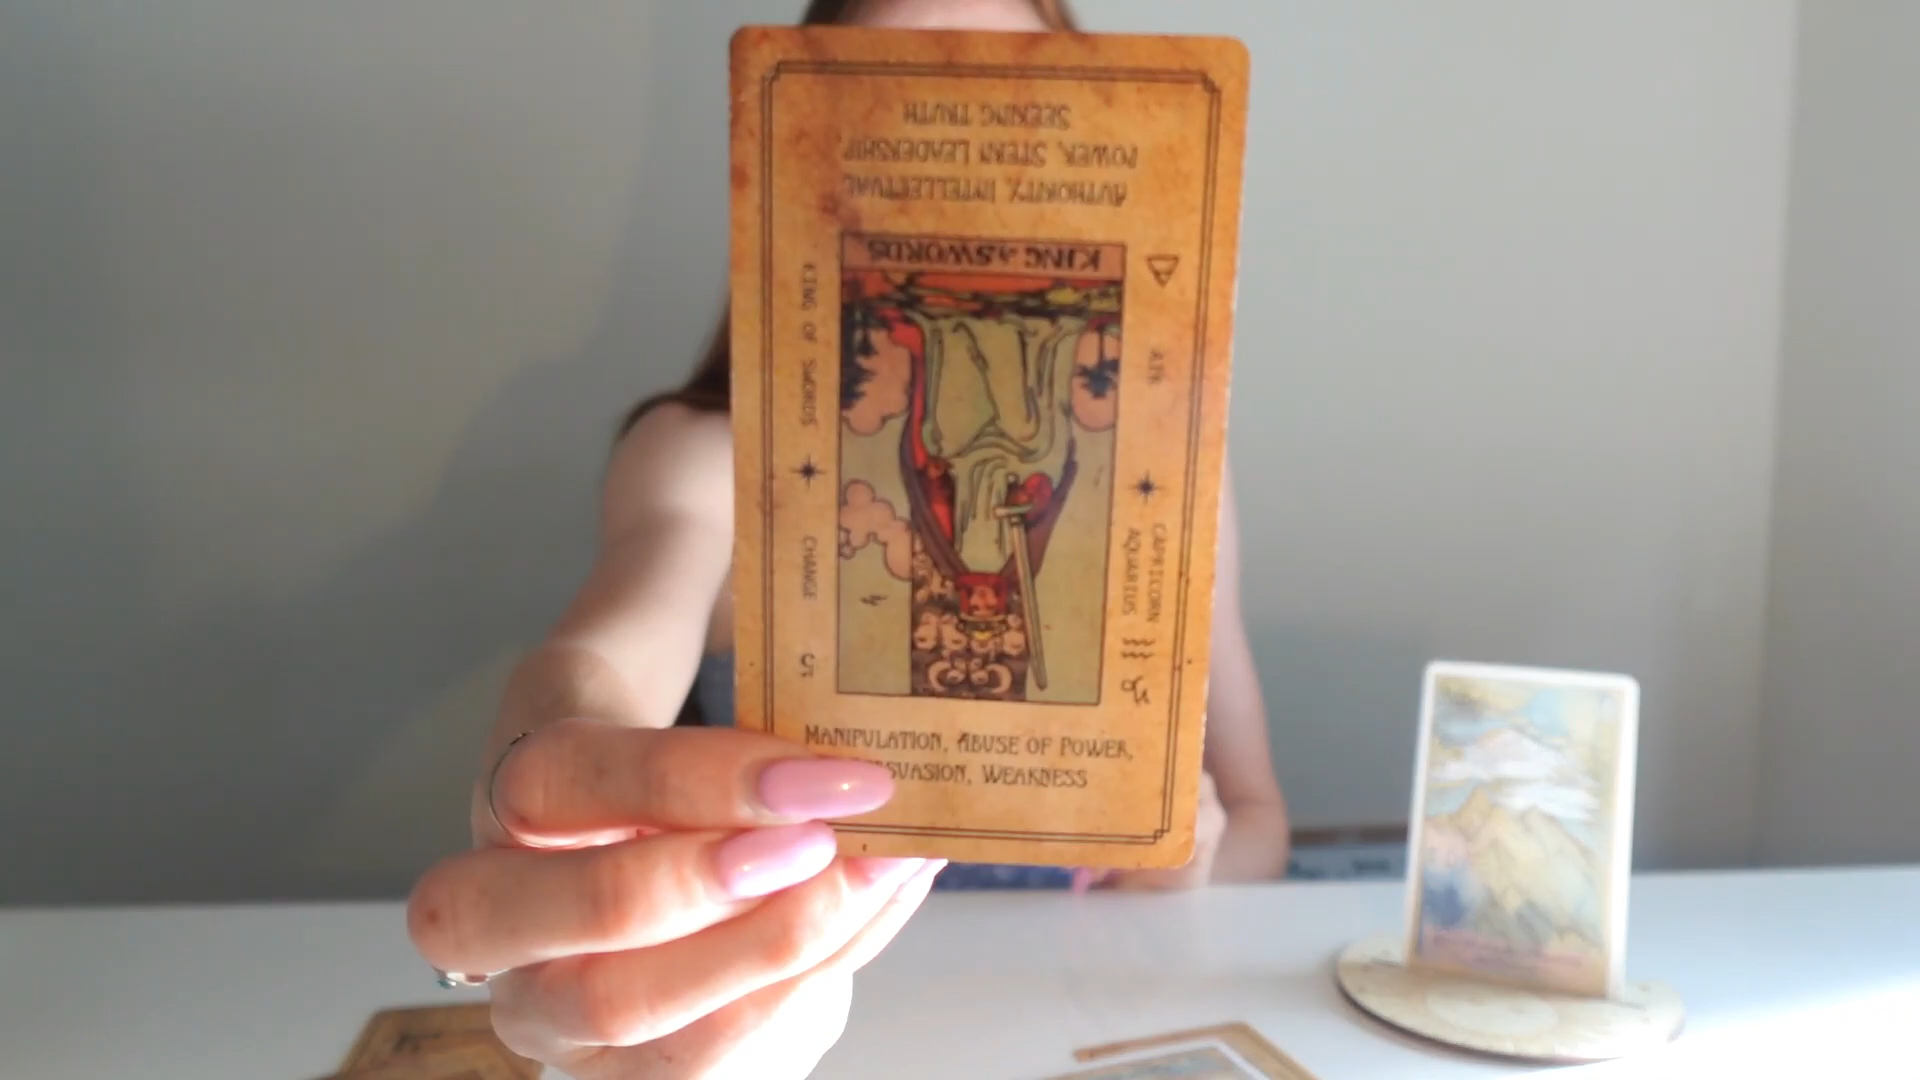 SEEKING TRUTH
POWER, STERN LEADERSHIP,
AUTHORITY, INTELLECTUAL
KING OF SWORDS
KING OF SWORDS
CHANGE
AIR
CAPRICORN
AQUARIUS
MANIPULATION, ABUSE OF POWER,
WEAKNESS